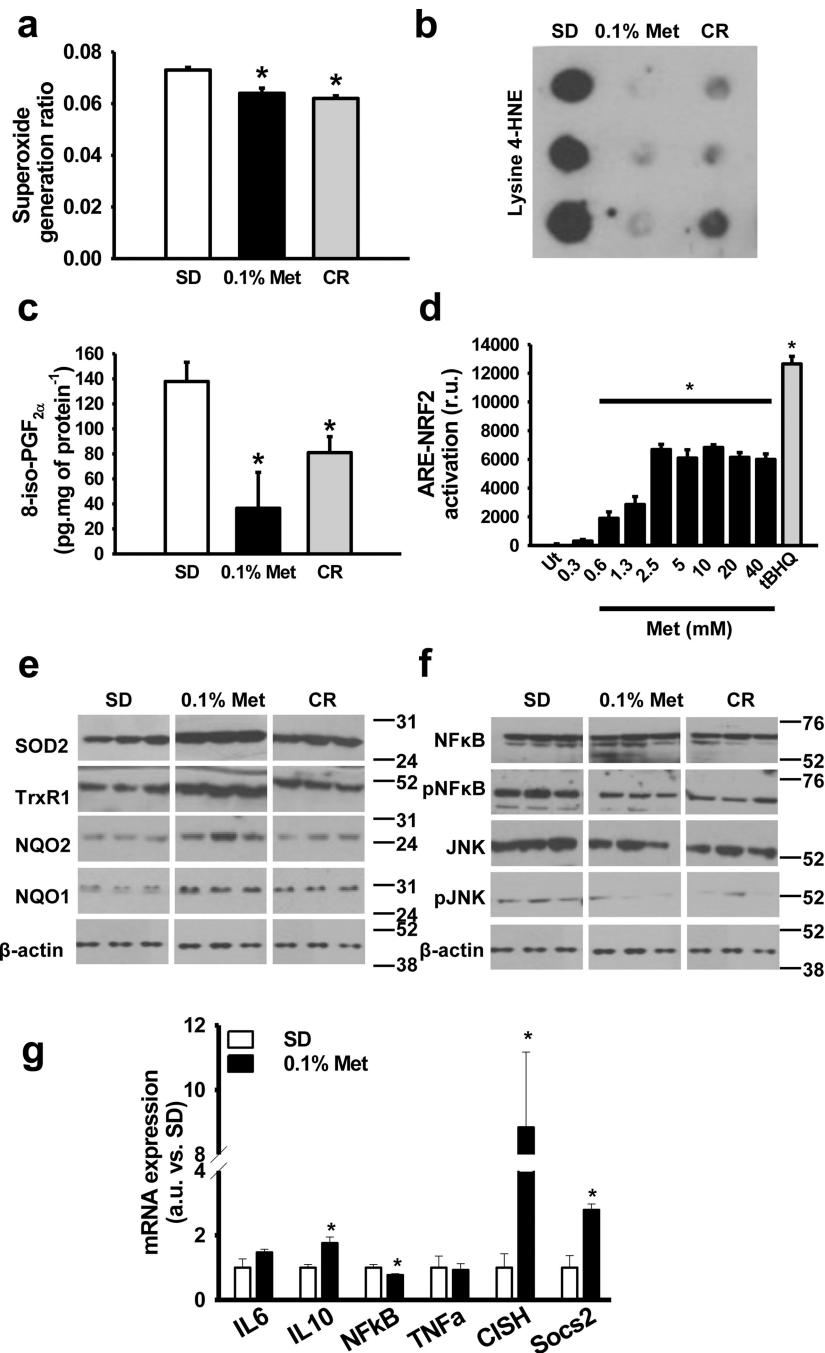 a
Superoxide
generation ratio
0.08
0.06
0.04
0.02
0.00
*
*
SD
0.1% Met
CR
b
SD
0.1% Met
CR
Lysine 4-HNE
c
8-iso-PGF2α
(pg.mg of protein-1)
160
140
120
100
80
60
40
20
0
*
*
SD
0.1% Met
CR
d
ARE-NRF2
activation (r.u.)
14000
12000
10000
8000
6000
4000
2000
0
*
*
Ut
0.3
0.6
1.3
2.5
5
10
20
40
tBHQ
Met (mM)
e
SD
0.1% Met
CR
SOD2
31
24
TrxR1
52
NQO2
31
24
NQO1
31
24
β-actin
52
38
f
SD
0.1% Met
CR
NFκB
76
52
pNFκB
76
JNK
52
pJNK
52
β-actin
52
38
g
mRNA expression
(a.u. vs. SD)
12
10
8
4
2
0
SD
0.1% Met
*
*
*
*
IL6
IL10
NFkB
TNFa
CISH
Socs2